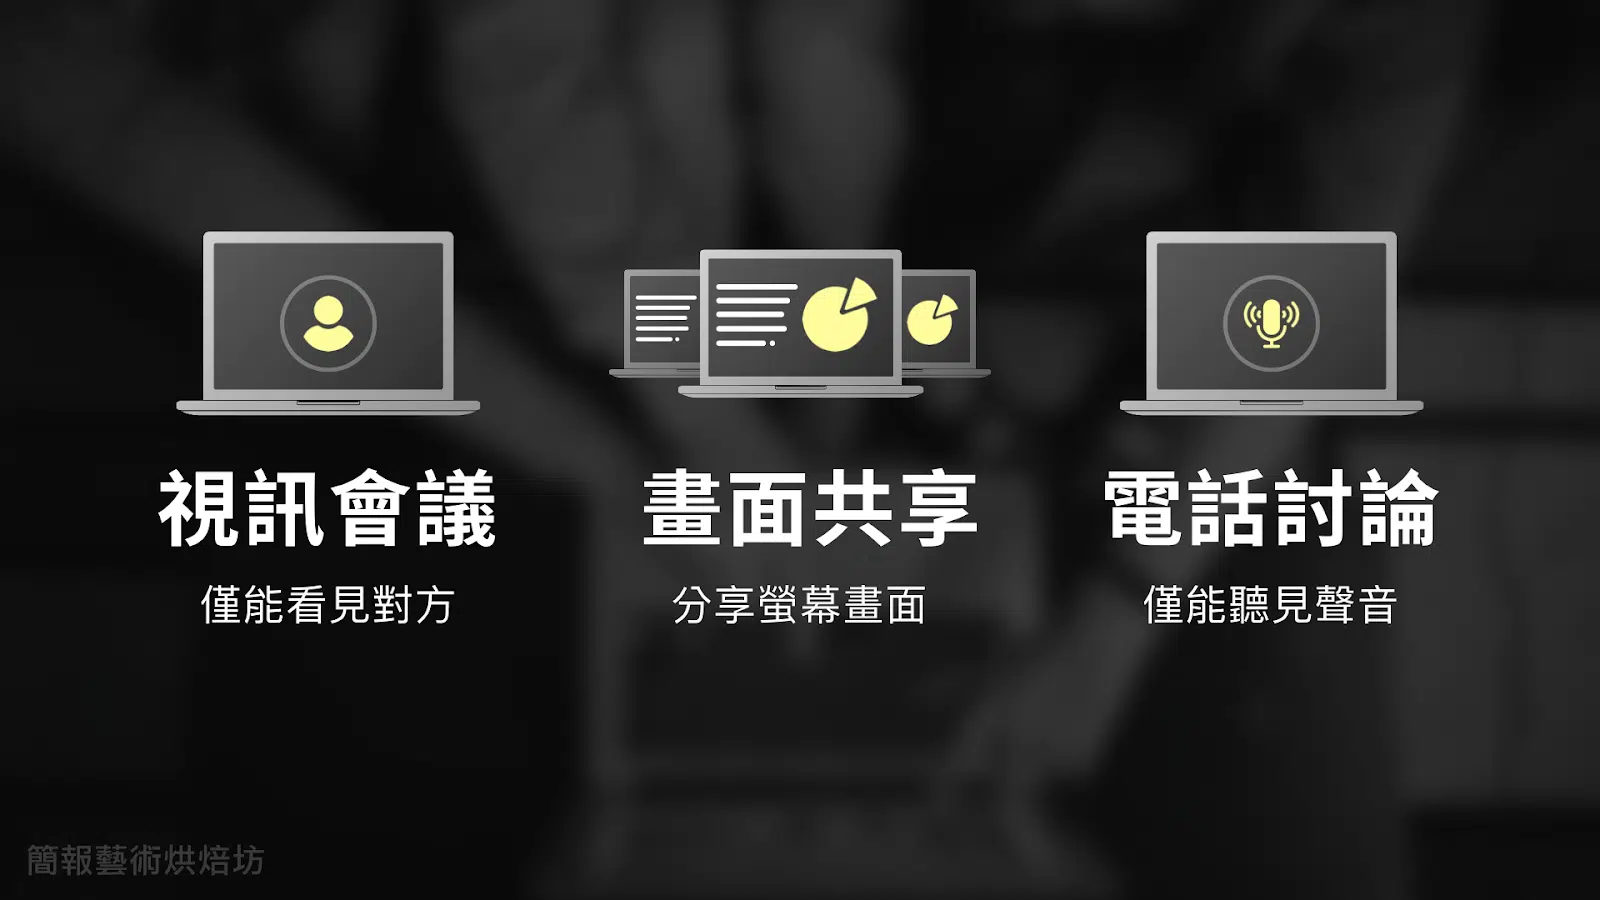 視訊會議
僅能看見對方
畫面共享
分享螢幕畫面
電話討論
僅能聽見聲音
簡報藝術烘焙坊